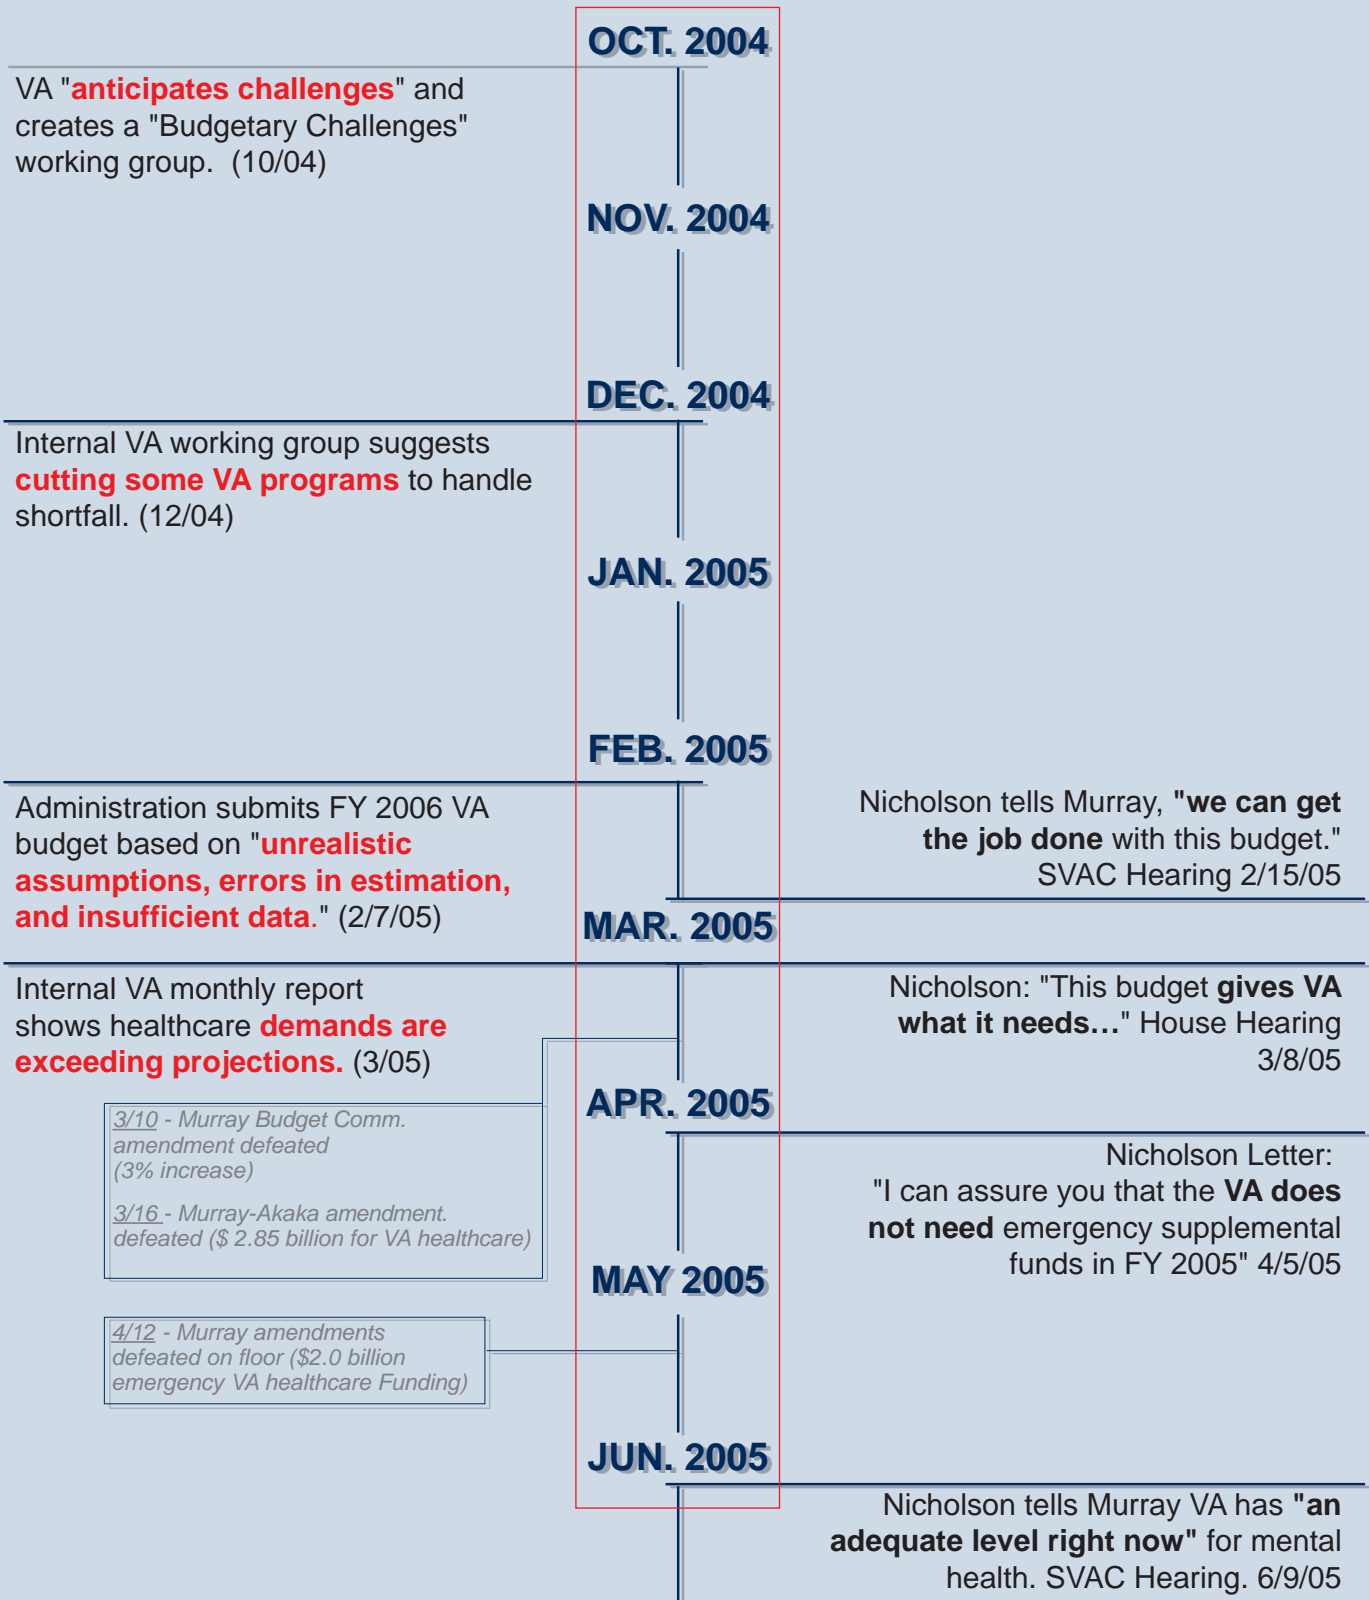 OCT. 2004
VA "anticipates challenges" and
creates a "Budgetary Challenges"
working group.  (10/04)
NOV. 2004
DEC. 2004
Internal VA working group suggests
cutting some VA programs to handle
shortfall. (12/04)
JAN. 2005
FEB. 2005
Administration submits FY 2006 VA
budget based on "unrealistic
assumptions, errors in estimation,
and insufficient data." (2/7/05)
Nicholson tells Murray, "we can get
the job done with this budget."
SVAC Hearing 2/15/05
MAR. 2005
Internal VA monthly report
shows healthcare demands are
exceeding projections. (3/05)
Nicholson: "This budget gives VA
what it needs…" House Hearing
3/8/05
3/10 - Murray Budget Comm.
amendment defeated
(3% increase)
3/16 - Murray-Akaka amendment.
defeated ($ 2.85 billion for VA healthcare)
APR. 2005
Nicholson Letter:
"I can assure you that the VA does
not need emergency supplemental
funds in FY 2005" 4/5/05
MAY 2005
4/12 - Murray amendments
defeated on floor ($2.0 billion
emergency VA healthcare Funding)
JUN. 2005
Nicholson tells Murray VA has "an
adequate level right now" for mental
health. SVAC Hearing. 6/9/05